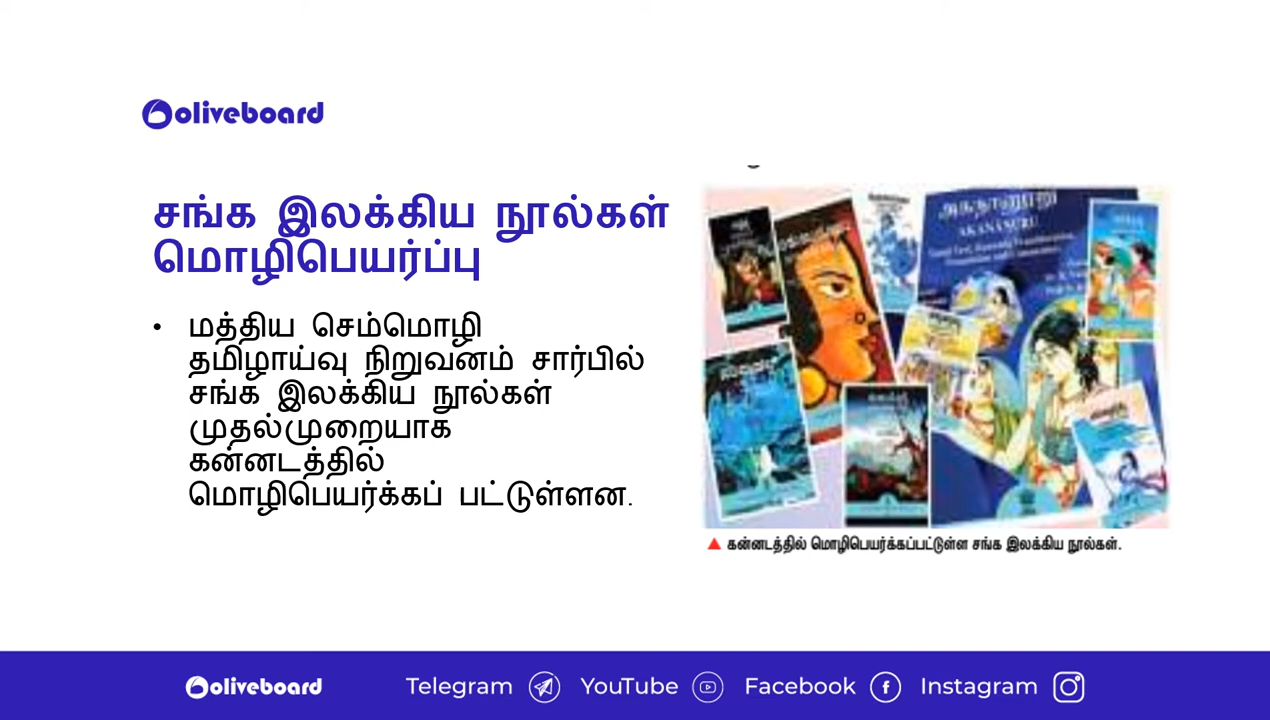 oliveboard
சங்க இலக்கிய நூல்கள்
மொழிபெயர்ப்பு
• மத்திய செம்மொழி
தமிழாய்வு நிறுவனம் சார்பில்
சங்க இலக்கிய நூல்கள்
முதல்முறையாக
கன்னடத்தில்
மொழிபெயர்க்கப் பட்டுள்ளன.
அகநானூறு
AKANANURU
▲ கன்னடத்தில் மொழிபெயர்க்கப்பட்டுள்ள சங்க இலக்கிய நூல்கள்.
oliveboard Telegram YouTube Facebook Instagram